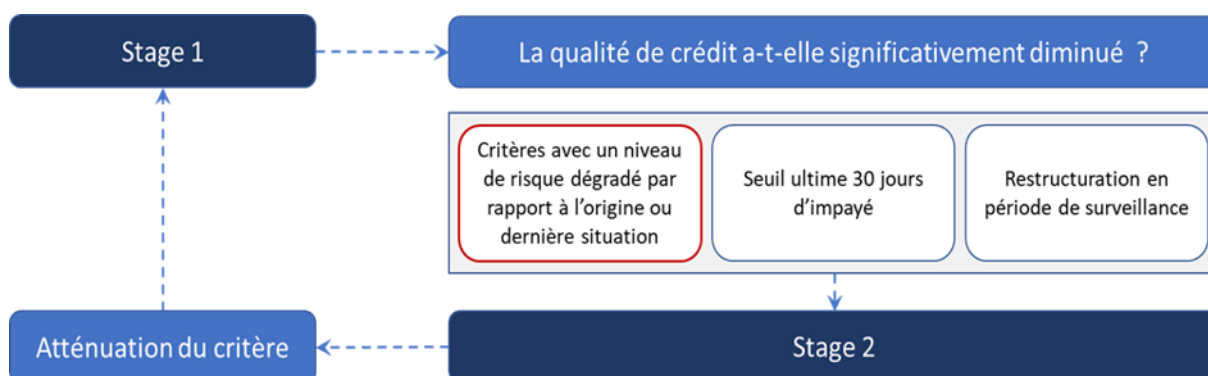 Stage 1
La qualité de crédit a-t-elle significativement diminué ?
Critères avec un niveau
de risque dégradé par
rapport à l’origine ou
dernière situation
Seuil ultime 30 jours
d’impayé
Restructuration en
période de surveillance
Atténuation du critère
Stage 2